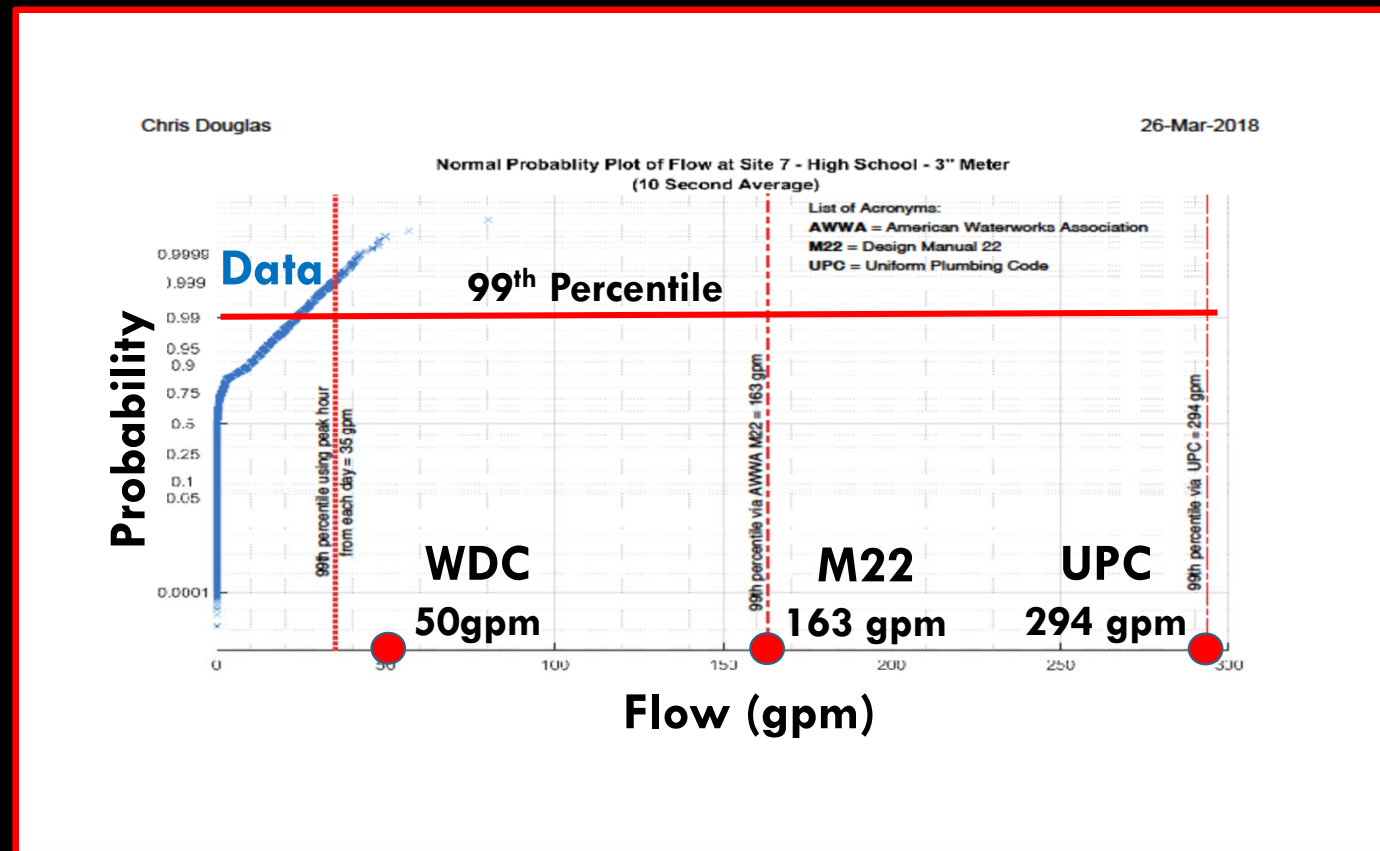 Chris Douglas
26-Mar-2018
Normal Probablity Plot of Flow at Site 7 - High School - 3" Meter
(10 Second Average)
List of Acronyms:
AWWA = American Waterworks Association
M22 = Design Manual 22
UPC = Uniform Plumbing Code
Data
99th Percentile
Probability
0.9999
0.999
0.99
0.95
0.9
0.75
0.5
0.25
0.1
0.05
0.0001
99th percentile using peak hour
from each day = 35 gpm
99th percentile via AWWA M22 = 163 gpm
99th percentile via UPC = 294 gpm
WDC
50gpm
M22
163 gpm
UPC
294 gpm
0
50
100
150
200
250
300
Flow (gpm)